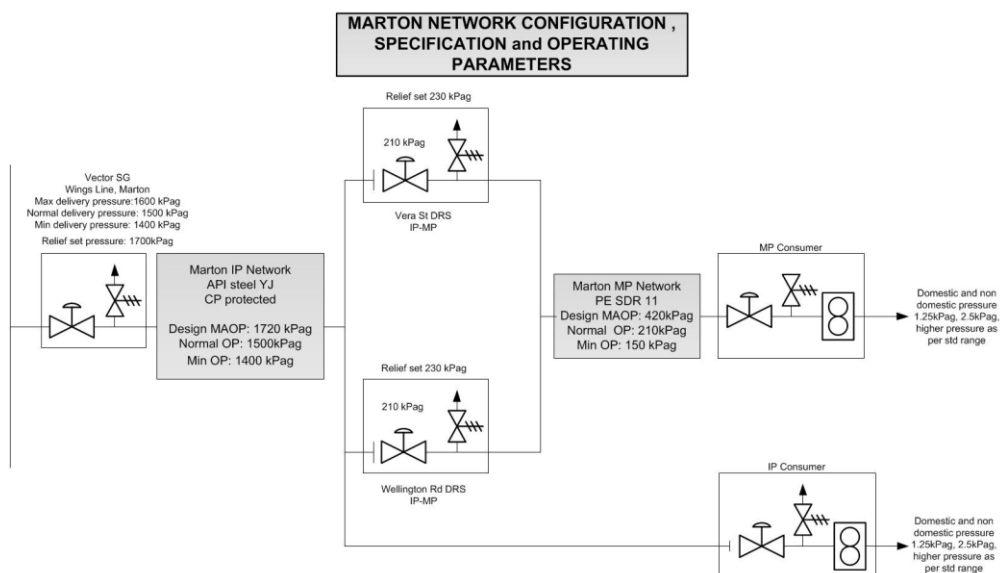 MARTON NETWORK CONFIGURATION ,
SPECIFICATION and OPERATING
PARAMETERS
Relief set 230 kPag
210 kPag
Vera St DRS
IP-MP
Vector SG
Wings Line, Marton
Max delivery pressure:1600 kPag
Normal delivery pressure: 1500 kPag
Min delivery pressure: 1400 kPag
Relief set pressure: 1700kPag
Marton IP Network
API steel YJ
CP protected
Design MAOP: 1720 kPag
Normal OP: 1500kPag
Min OP: 1400 kPag
Marton MP Network
PE SDR 11
Design MAOP: 420kPag
Normal OP: 210kPag
Min OP: 150 kPag
MP Consumer
Domestic and non
domestic pressure
1.25kPag, 2.5kPag,
higher pressure as
per std range
Relief set 230 kPag
210 kPag
Wellington Rd DRS
IP-MP
IP Consumer
Domestic and non
domestic pressure
1.25kPag, 2.5kPag,
higher pressure as
per std range